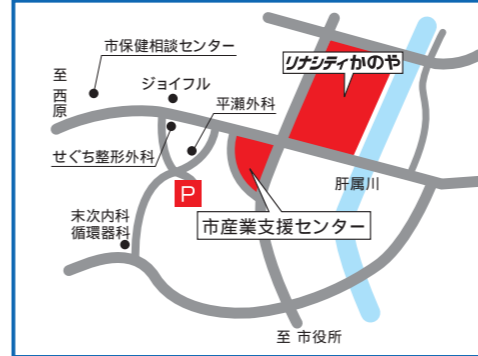 市保健相談センター
至
西
原
ジョイフル
平瀬外科
リナシティかのや
せぐち整形外科
P
肝属川
市産業支援センター
末次内科
循環器科
至 市役所